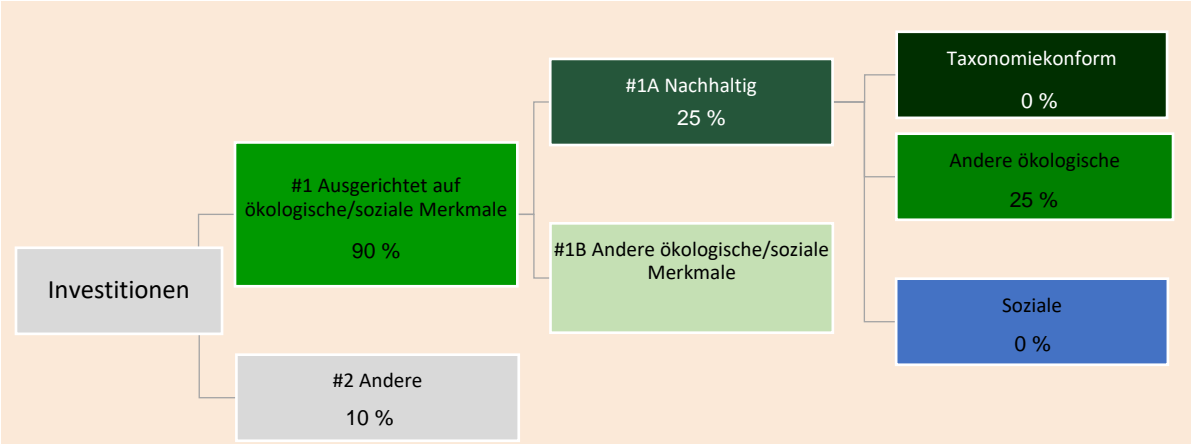 Investitionen
#1 Ausgerichtet auf
ökologische/soziale Merkmale
90 %
#2 Andere
10 %
#1A Nachhaltig
25 %
#1B Andere ökologische/soziale
Merkmale
Taxonomiekonform
0 %
Andere ökologische
25 %
Soziale
0 %